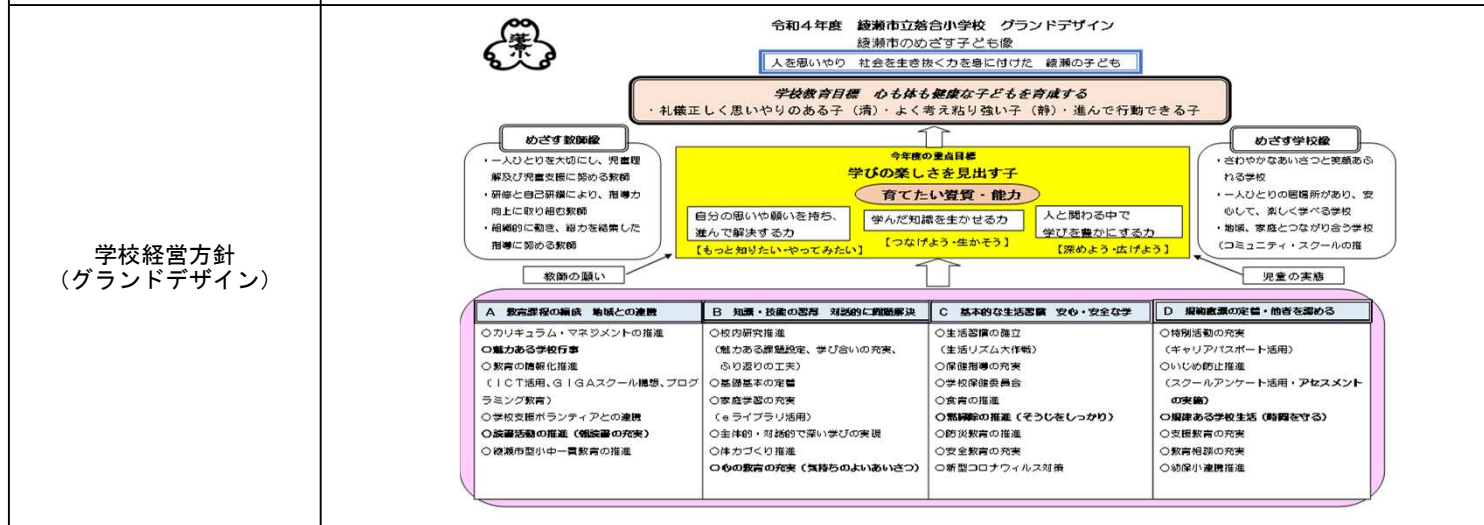 学校経営方針
（グランドデザイン）
令和４年度　綾瀬市立落合小学校　グランドデザイン
綾瀬市のめざす子ども像
人を思いやり　社会を生き抜く力を身に付けた　綾瀬の子ども
学校教育目標　心も体も健康な子どもを育成する
・礼儀正しく思いやりのある子（清）・よく考え粘り強い子（静）・進んで行動できる子
めざす教師像
・一人ひとりを大切にし、児童理
解及び児童支援に努める教師
・研修と自己研鑽により、指導力
向上に取り組む教師
・組織的に動き、総力を結集した
指導に努める教師
今年度の重点目標
学びの楽しさを見出す子
育てたい資質・能力
自分の思いや願いを持ち、
進んで解決する力
【もっと知りたい・やってみたい】
学んだ知識を生かせる力
【つなげよう・生かそう】
人と関わる中で
学びを豊かにする力
【深めよう・広げよう】
めざす学校像
・さわやかなあいさつと笑顔あふ
れる学校
・一人ひとりの居場所があり、安
心して、楽しく学べる学校
・地域、家庭とつながり合う学校
（コミュニティ・スクールの推
教師の願い
児童の実態
A　教育課程の編成　地域との連携
○カリキュラム・マネジメントの推進
○魅力ある学校行事
○教育の情報化推進
（ＩＣＴ活用、ＧＩＧＡスクール構想、プログ
ラミング教育）
○学校支援ボランティアとの連携
○読書活動の推進（朝読書の充実）
○綾瀬市型小中一貫教育の推進
B　知識・技能の習得　対話的に問題解決
○校内研究推進
（魅力ある課題設定、学び合いの充実、
ふり返りの工夫）
○基礎基本の定着
○家庭学習の充実
（ｅライブラリ活用）
○主体的・対話的で深い学びの実現
○体力づくり推進
○心の教育の充実（気持ちのよいあいさつ）
C　基本的な生活習慣　安心・安全な学
○生活習慣の確立
（生活リズム大作戦）
○保健指導の充実
○学校保健委員会
○食育の推進
○黙掃除の推進（そうじをしっかり）
○防災教育の推進
○安全教育の充実
○新型コロナウィルス対策
D　規範意識の定着・他者を認める
○特別活動の充実
（キャリアパスポート活用）
○いじめ防止推進
（スクールアンケート活用・アセスメント
の実施）
○規律ある学校生活（時間を守る）
○支援教育の充実
○教育相談の充実
○幼保小連携推進